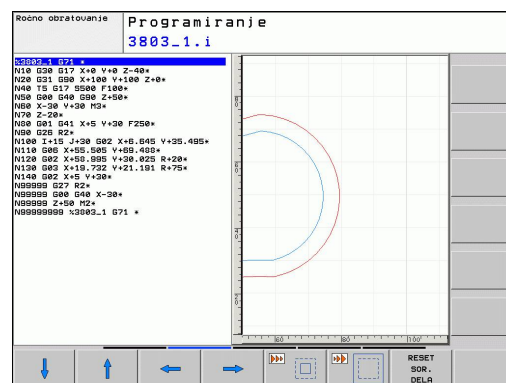 Ročno obratovanje
Programiranje
3803_1.i
%3803_1 G71 *
N10 G30 G17 X+0 Y+0 Z-40*
N20 G31 G90 X+100 Y+100 Z+0*
N40 T5 G17 S500 F100*
N50 G00 G40 G90 Z+50*
N60 X-30 Y+30 M3*
N70 Z-20*
N80 G01 G41 X+5 Y+30 F250*
N90 G26 R2*
N100 I+15 J+30 G02 X+6.645 Y+35.495*
N110 G06 X+55.505 Y+69.488*
N120 G02 X+58.995 Y+30.025 R+20*
N130 G03 X+19.732 Y+21.191 R+75*
N140 G02 X+5 Y+30*
N99999 G27 R2*
N99999 G00 G40 X-30*
N99999 Z+50 M2*
N99999999 %3803_1 G71 *
60
80
100
RESET
SOR.
DELA